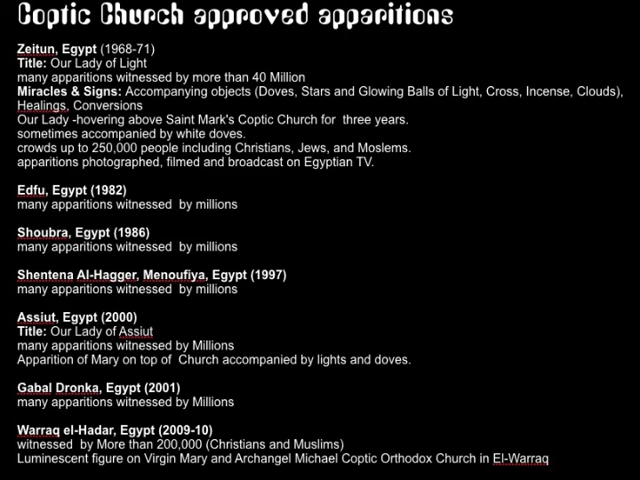 Coptic Church approved apparitions
Zeitun, Egypt (1968-71)
Title: Our Lady of Light
many apparitions witnessed by more than 40 Million
Miracles & Signs: Accompanying objects (Doves, Stars and Glowing Balls of Light, Cross, Incense, Clouds),
Healings, Conversions
Our Lady -hovering above Saint Mark's Coptic Church for  three years.
sometimes accompanied by white doves.
crowds up to 250,000 people including Christians, Jews, and Moslems.
apparitions photographed, filmed and broadcast on Egyptian TV.
Edfu, Egypt (1982)
many apparitions witnessed  by millions
Shoubra, Egypt (1986)
many apparitions witnessed  by millions
Shentena Al-Hagger, Menoufiya, Egypt (1997)
many apparitions witnessed  by millions
Assiut, Egypt (2000)
Title: Our Lady of Assiut
many apparitions witnessed by Millions
Apparition of Mary on top of  Church accompanied by lights and doves.
Gabal Dronka, Egypt (2001)
many apparitions witnessed by Millions
Warraq el-Hadar, Egypt (2009-10)
witnessed  by More than 200,000 (Christians and Muslims)
Luminescent figure on Virgin Mary and Archangel Michael Coptic Orthodox Church in El-Warraq